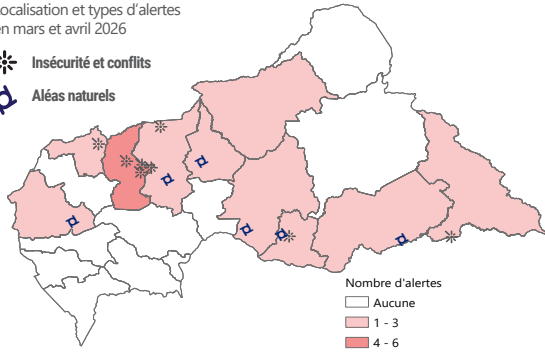 ocalisation et types d'alertes
en mars et avril 2026
Insécurité et conflits
Aléas naturels
Nombre d'alertes
Aucune
1 - 3
4 - 6